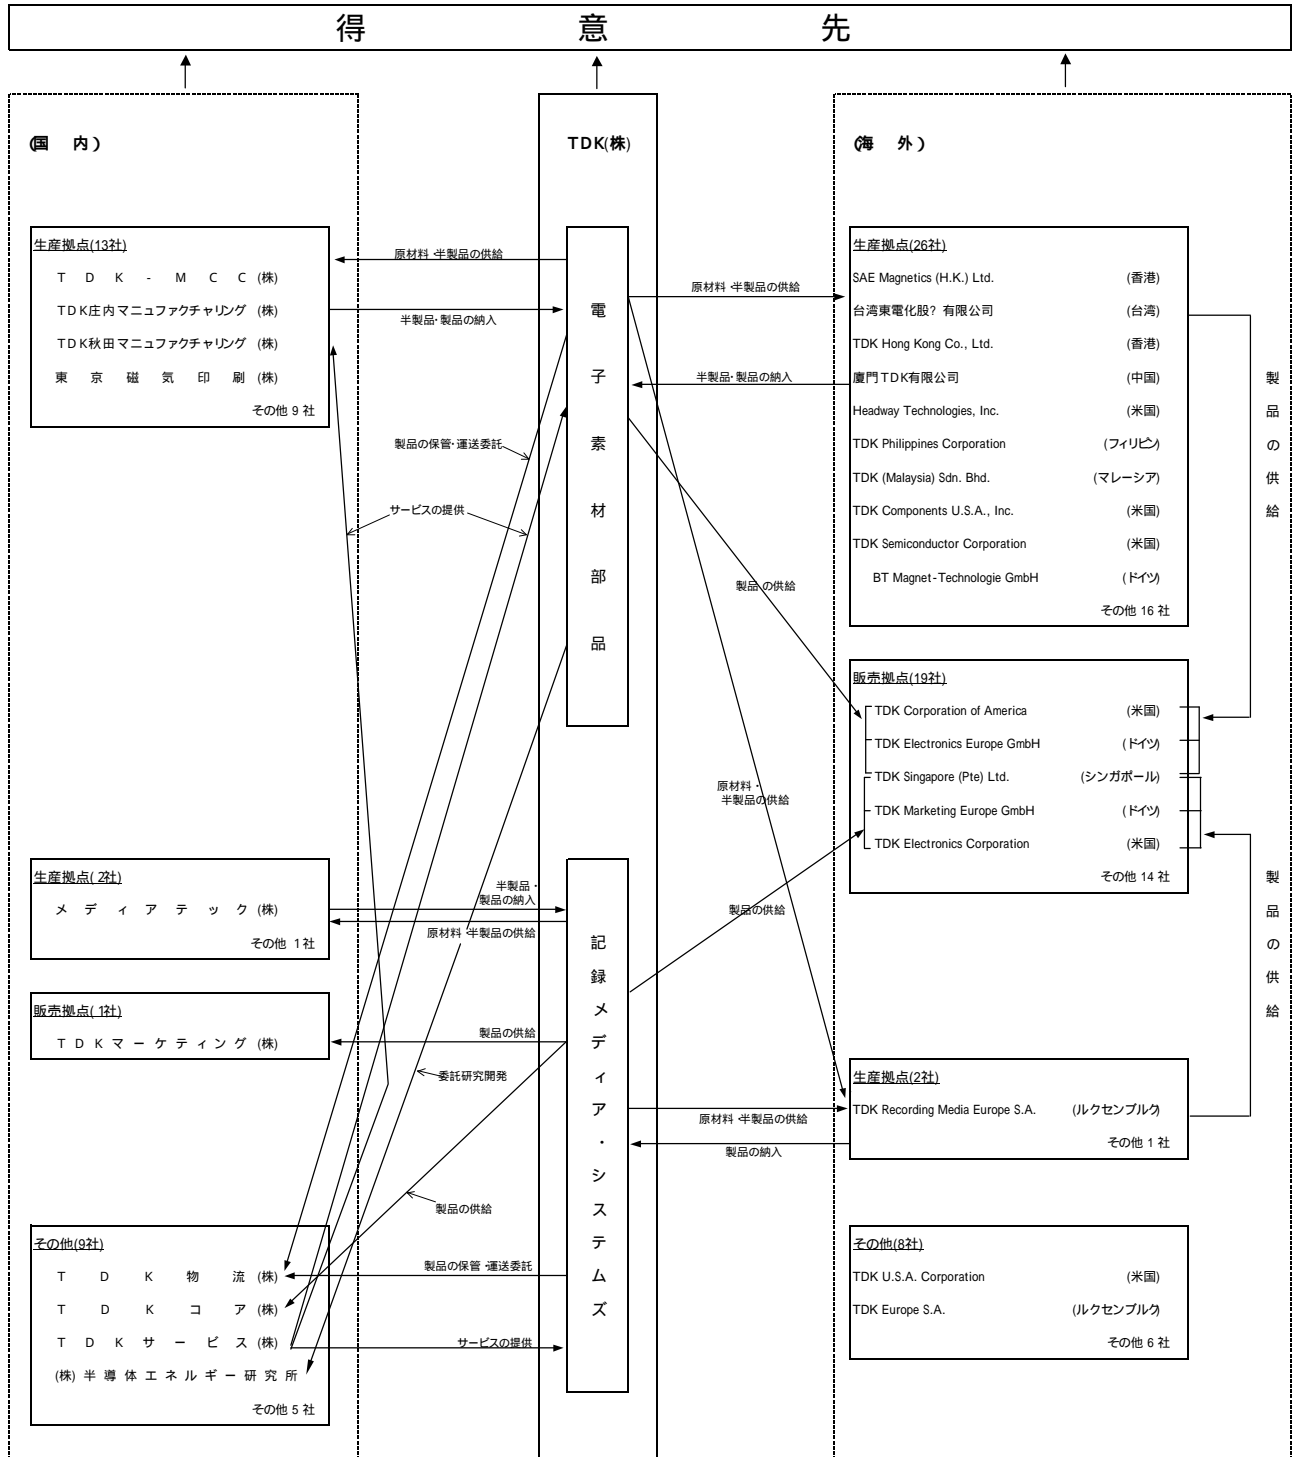 得意先
(国内)
TDK(株)
(海外)
生産拠点(13社)
TDK-MCC(株)
TDK庄内マニュファクチャリング(株)
TDK秋田マニュファクチャリング(株)
東京磁気印刷(株)
その他9社
原材料・半製品の供給
半製品・製品の納入
製品の保管・運送委託
サービスの提供
電子素材部品
原材料・半製品の供給
半製品・製品の納入
製品の供給
原材料・
半製品の供給
製品の供給
生産拠点(26社)
SAE Magnetics (H.K.) Ltd. (香港)
台湾東電化股?有限公司 (台湾)
TDK Hong Kong Co., Ltd. (香港)
廈門TDK有限公司 (中国)
Headway Technologies, Inc. (米国)
TDK Philippines Corporation (フィリピン)
TDK (Malaysia) Sdn. Bhd. (マレーシア)
TDK Components U.S.A., Inc. (米国)
TDK Semiconductor Corporation (米国)
BT Magnet-Technologie GmbH (ドイツ)
その他 16 社
製品の供給
販売拠点(19社)
TDK Corporation of America (米国)
TDK Electronics Europe GmbH (ドイツ)
TDK Singapore (Pte) Ltd. (シンガポール)
TDK Marketing Europe GmbH (ドイツ)
TDK Electronics Corporation (米国)
その他 14 社
製品の供給
生産拠点(2社)
メディアテック(株)
その他 1社
半製品・
製品の納入
原材料・半製品の供給
販売拠点(1社)
TDKマーケティング(株)
製品の供給
委託研究開発
製品の供給
記録メディア・システムズ
原材料・半製品の供給
製品の納入
生産拠点(2社)
TDK Recording Media Europe S.A. (ルクセンブルク)
その他 1 社
その他(9社)
TDK物流(株)
TDKコア(株)
TDKサービス(株)
(株)半導体エネルギー研究所
その他 5 社
製品の保管・運送委託
サービスの提供
その他(8社)
TDK U.S.A. Corporation (米国)
TDK Europe S.A. (ルクセンブルク)
その他 6 社